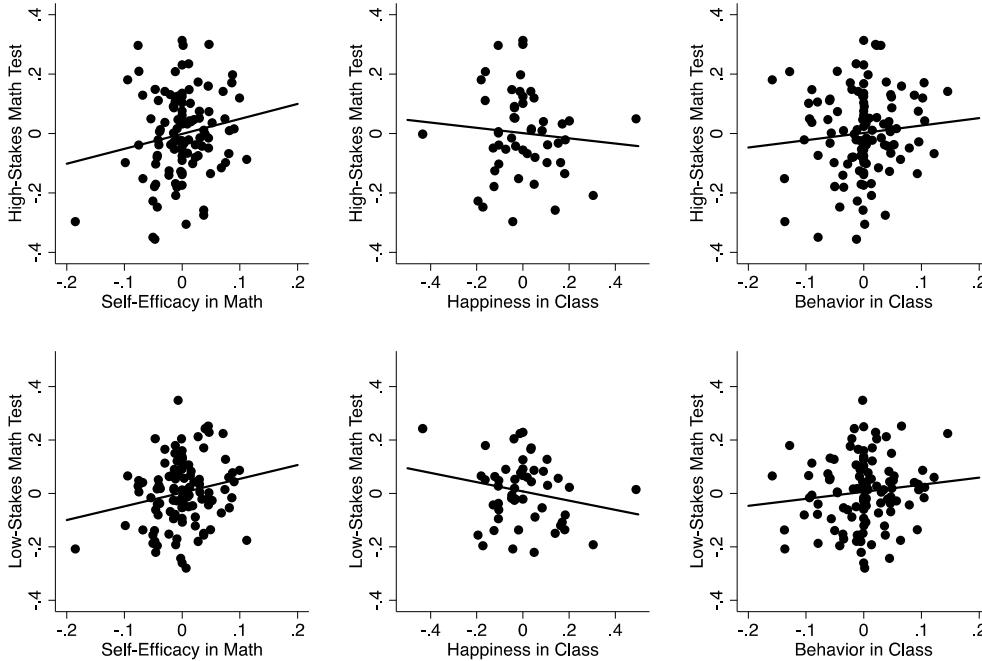 High-Stakes Math Test
.4
.2
0
-.2
-.4
-.2 -.1 0 .1 .2
Self-Efficacy in Math
High-Stakes Math Test
.4
.2
0
-.2
-.4
-.4 -.2 0 .2 .4
Happiness in Class
High-Stakes Math Test
.4
.2
0
-.2
-.4
-.2 -.1 0 .1 .2
Behavior in Class
Low-Stakes Math Test
.4
.2
0
-.2
-.4
-.2 -.1 0 .1 .2
Self-Efficacy in Math
Low-Stakes Math Test
.4
.2
0
-.2
-.4
-.4 -.2 0 .2 .4
Happiness in Class
Low-Stakes Math Test
.4
.2
0
-.2
-.4
-.2 -.1 0 .1 .2
Behavior in Class